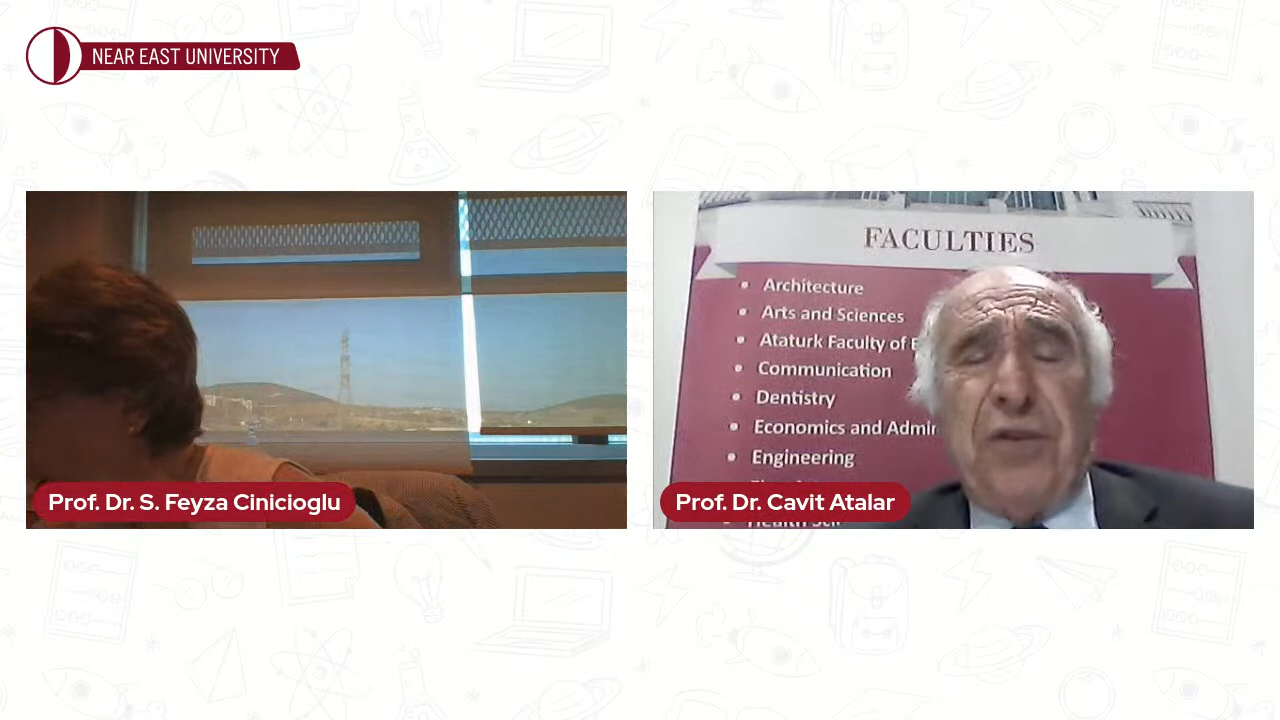 NEAR EAST UNIVERSITY
Prof. Dr. S. Feyza Cinicioglu
FACULTIES
• Architecture
• Arts and Sciences
• Ataturk Faculty of
• Communication
• Dentistry
• Economics and
• Engineering
Prof. Dr. Cavit Atalar